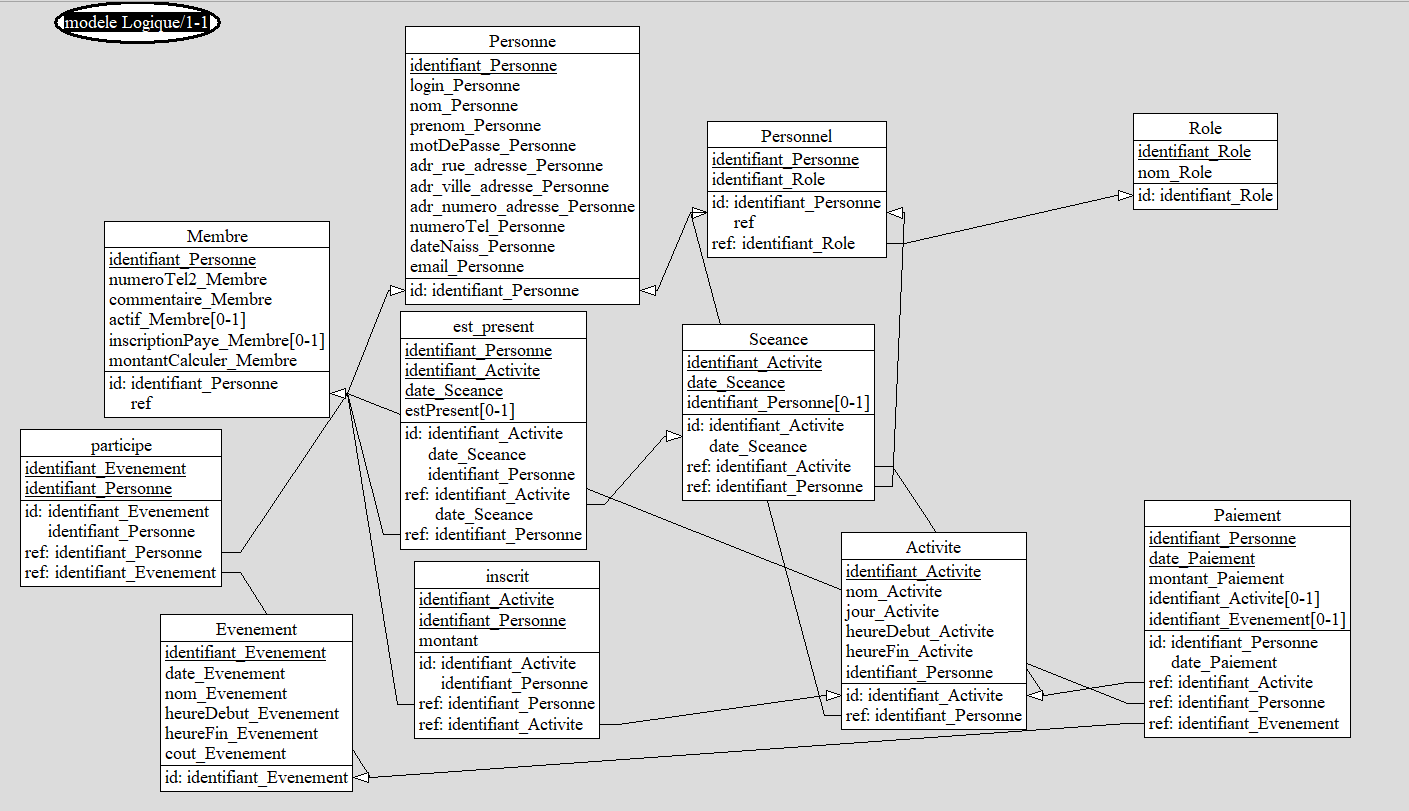 modele Logique/1-1
Personne
identifiant_Personne
login_Personne
nom_Personne
prenom_Personne
motDePasse_Personne
adr_rue_adresse_Personne
adr_ville_adresse_Personne
adr_numero_adresse_Personne
numeroTel_Personne
dateNaiss_Personne
email_Personne
id: identifiant_Personne
Personnel
identifiant_Personne
identifiant_Role
id: identifiant_Personne
ref
ref: identifiant_Role
Role
identifiant_Role
nom_Role
id: identifiant_Role
Membre
identifiant_Personne
numeroTel2_Membre
commentaire_Membre
actif_Membre[0-1]
inscriptionPaye_Membre[0-1]
montantCalculer_Membre
id: identifiant_Personne
ref
est_present
identifiant_Personne
identifiant_Activite
date_Sceance
estPresent[0-1]
id: identifiant_Activite
date_Sceance
identifiant_Personne
ref: identifiant_Activite
date_Sceance
ref: identifiant_Personne
Sceance
identifiant_Activite
date_Sceance
identifiant_Personne[0-1]
id: identifiant_Activite
date_Sceance
ref: identifiant_Activite
ref: identifiant_Personne
participe
identifiant_Evenement
identifiant_Personne
id: identifiant_Evenement
identifiant_Personne
ref: identifiant_Personne
ref: identifiant_Evenement
inscrit
identifiant_Activite
identifiant_Personne
montant
id: identifiant_Activite
identifiant_Personne
ref: identifiant_Personne
ref: identifiant_Activite
Activite
identifiant_Activite
nom_Activite
jour_Activite
heureDebut_Activite
heureFin_Activite
identifiant_Personne
id: identifiant_Activite
ref: identifiant_Personne
Paiement
identifiant_Personne
date_Paiement
montant_Paiement
identifiant_Activite[0-1]
identifiant_Evenement[0-1]
id: identifiant_Personne
date_Paiement
ref: identifiant_Activite
ref: identifiant_Personne
ref: identifiant_Evenement
Evenement
identifiant_Evenement
date_Evenement
nom_Evenement
heureDebut_Evenement
heureFin_Evenement
cout_Evenement
id: identifiant_Evenement